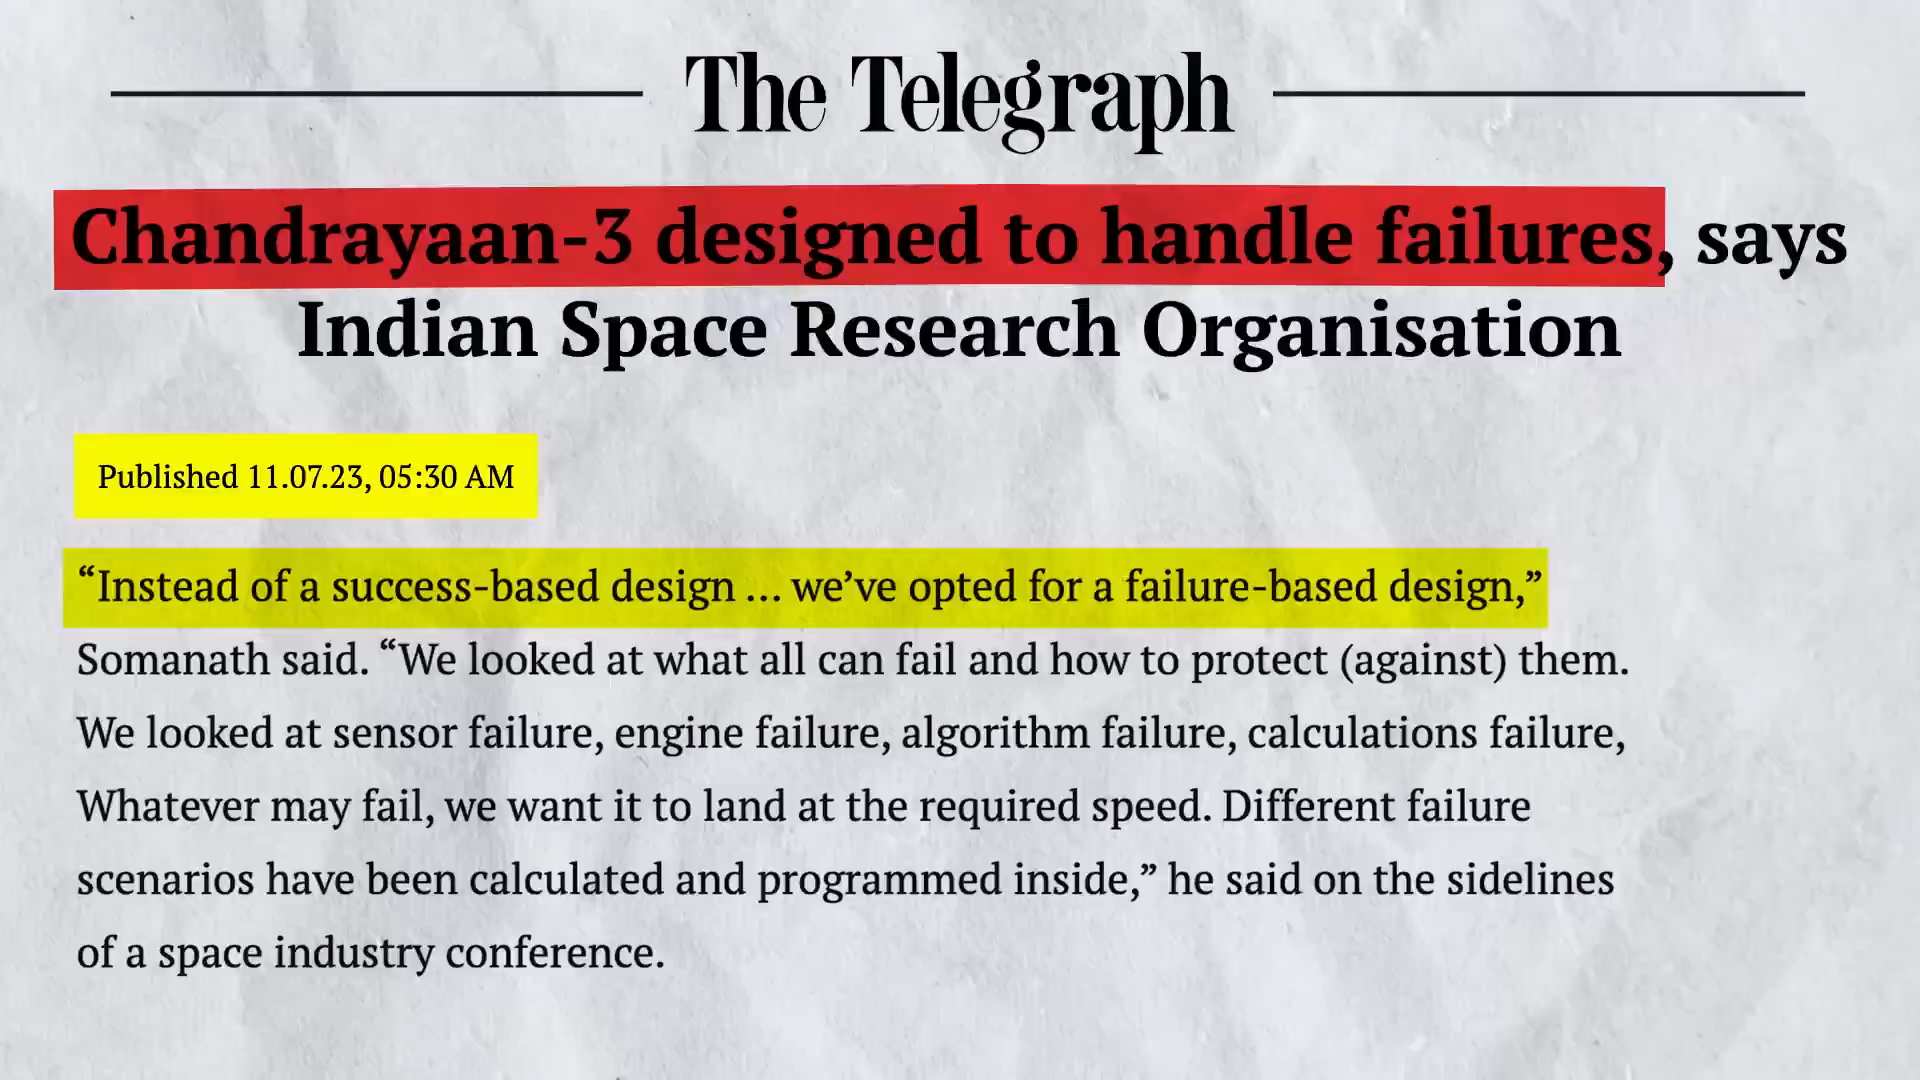 The Telegraph
Chandrayaan-3 designed to handle failures, says
Indian Space Research Organisation
Published 11.07.23, 05:30 AM
“Instead of a success-based design ... we’ve opted for a failure-based design,”
Somanath said. “We looked at what all can fail and how to protect (against) them.
We looked at sensor failure, engine failure, algorithm failure, calculations failure,
Whatever may fail, we want it to land at the required speed. Different failure
scenarios have been calculated and programmed inside,” he said on the sidelines
of a space industry conference.